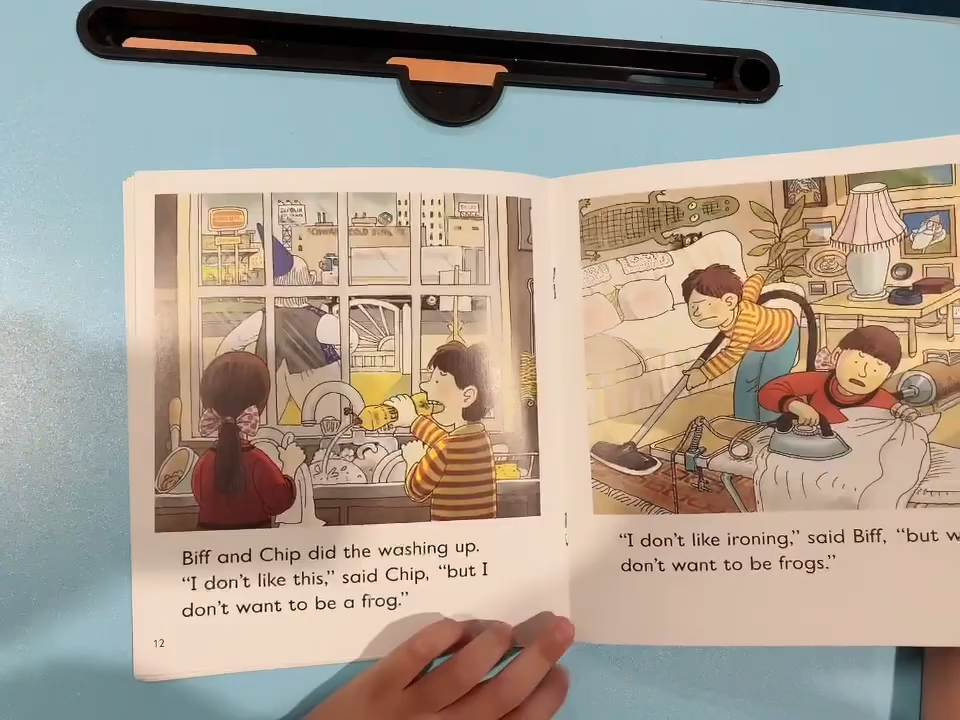 Biff and Chip did the washing up.
“I don’t like this,” said Chip, “but I
don’t want to be a frog.”
12
“I don’t like ironing,” said Biff, “but w
don’t want to be frogs.”